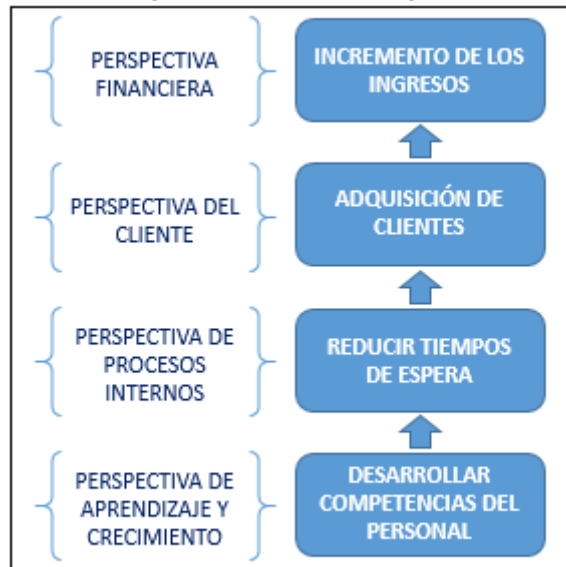 PERSPECTIVA
FINANCIERA
INCREMENTO DE LOS
INGRESOS
PERSPECTIVA DEL
CLIENTE
ADQUISICIÓN DE
CLIENTES
PERSPECTIVA DE
PROCESOS
INTERNOS
REDUCIR TIEMPOS
DE ESPERA
PERSPECTIVA DE
APRENDIZAJE Y
CRECIMIENTO
DESARROLLAR
COMPETENCIAS DEL
PERSONAL